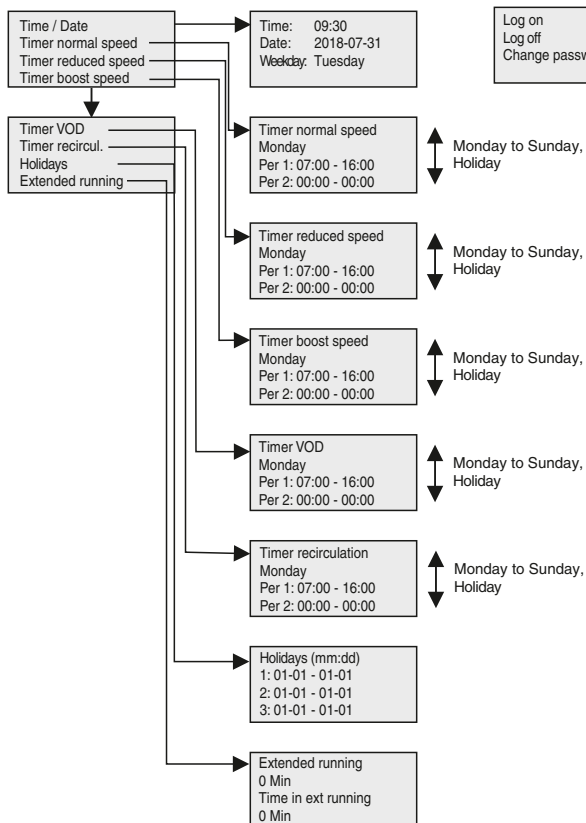 Time / Date
Timer normal speed
Timer reduced speed
Timer boost speed
Timer VOD
Timer recircul.
Holidays
Extended running
Time: 09:30
Date: 2018-07-31
Weekday: Tuesday
Log on
Log off
Change
Timer normal speed
Monday
Per 1: 07:00 - 16:00
Per 2: 00:00 - 00:00
Monday to Sunday,
Holiday
Timer reduced speed
Monday
Per 1: 07:00 - 16:00
Per 2: 00:00 - 00:00
Monday to Sunday,
Holiday
Timer boost speed
Monday
Per 1: 07:00 - 16:00
Per 2: 00:00 - 00:00
Monday to Sunday,
Holiday
Timer VOD
Monday
Per 1: 07:00 - 16:00
Per 2: 00:00 - 00:00
Monday to Sunday,
Holiday
Timer recirculation
Monday
Per 1: 07:00 - 16:00
Per 2: 00:00 - 00:00
Monday to Sunday,
Holiday
Holidays (mm:dd)
1: 01-01 - 01-01
2: 01-01 - 01-01
3: 01-01 - 01-01
Extended running
0 Min
Time in ext running
0 Min